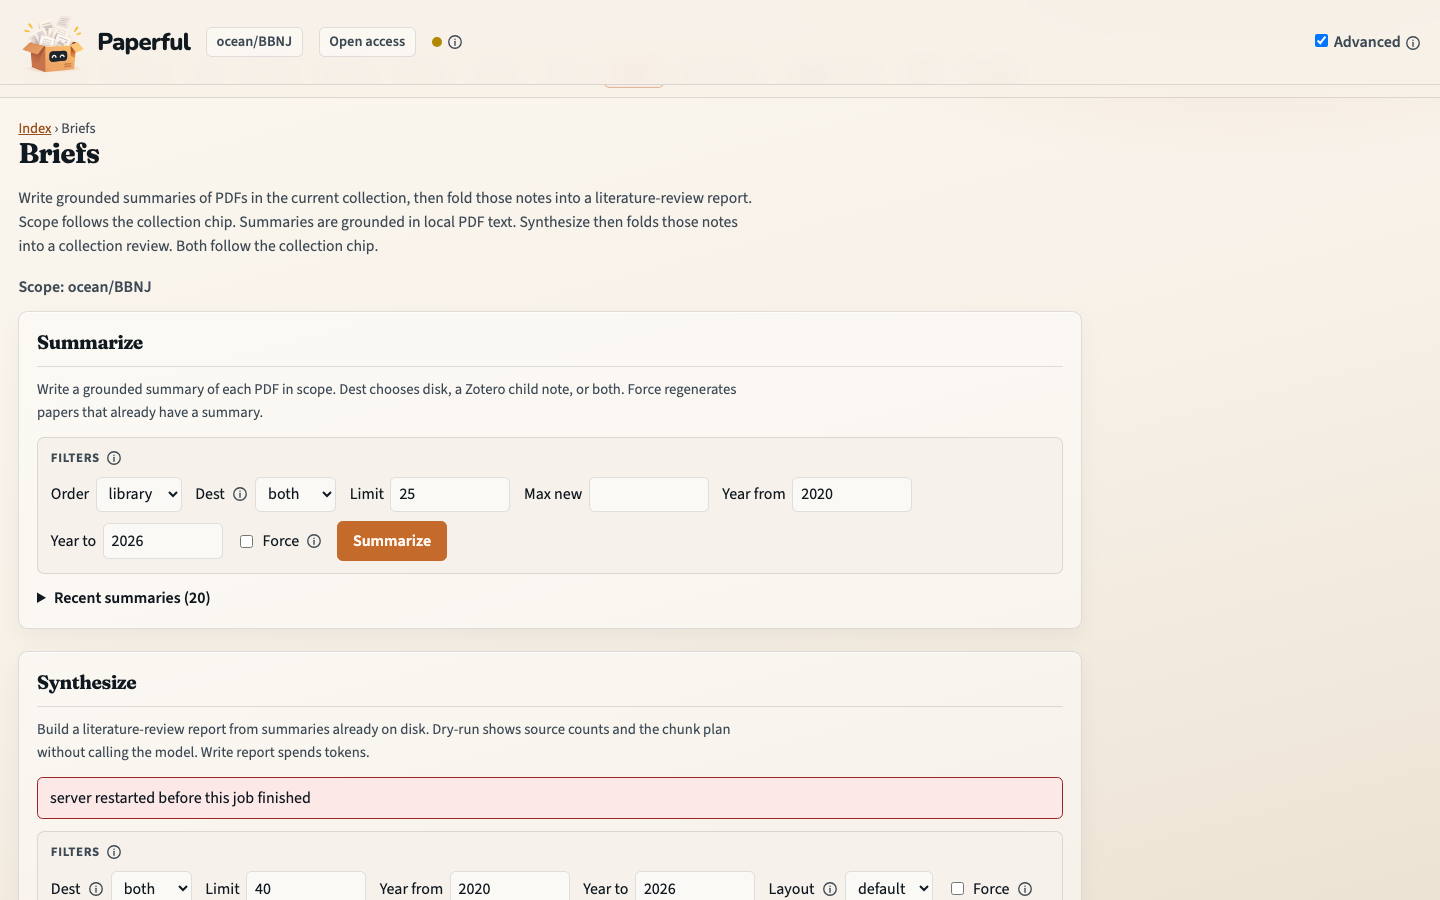 Paperful
ocean/BBNJ
Open access
Advanced
Index › Briefs
Briefs
Write grounded summaries of PDFs in the current collection, then fold those notes into a literature-review report.
Scope follows the collection chip. Summaries are grounded in local PDF text. Synthesize then folds those notes
into a collection review. Both follow the collection chip.
Scope: ocean/BBNJ
Summarize
Write a grounded summary of each PDF in scope. Dest chooses disk, a Zotero child note, or both. Force regenerates
papers that already have a summary.
FILTERS
Order library Dest both Limit 25 Max new Year from 2020
Year to 2026 Force Summarize
Recent summaries (20)
Synthesize
Build a literature-review report from summaries already on disk. Dry-run shows source counts and the chunk plan
without calling the model. Write report spends tokens.
server restarted before this job finished
FILTERS
Dest both Limit 40 Year from 2020 Year to 2026 Layout default Force